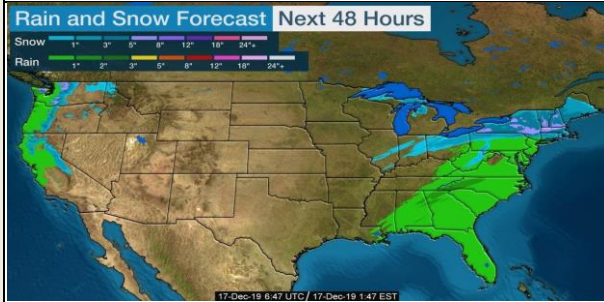 Rain and Snow Forecast Next 48 Hours
Snow
1" 3" 5" 8" 12" 18" 24"+
Rain
1" 2" 3" 5" 8" 12" 18" 24"+
17-Dec-19 6:47 UTC / 17-Dec-19 1:47 EST